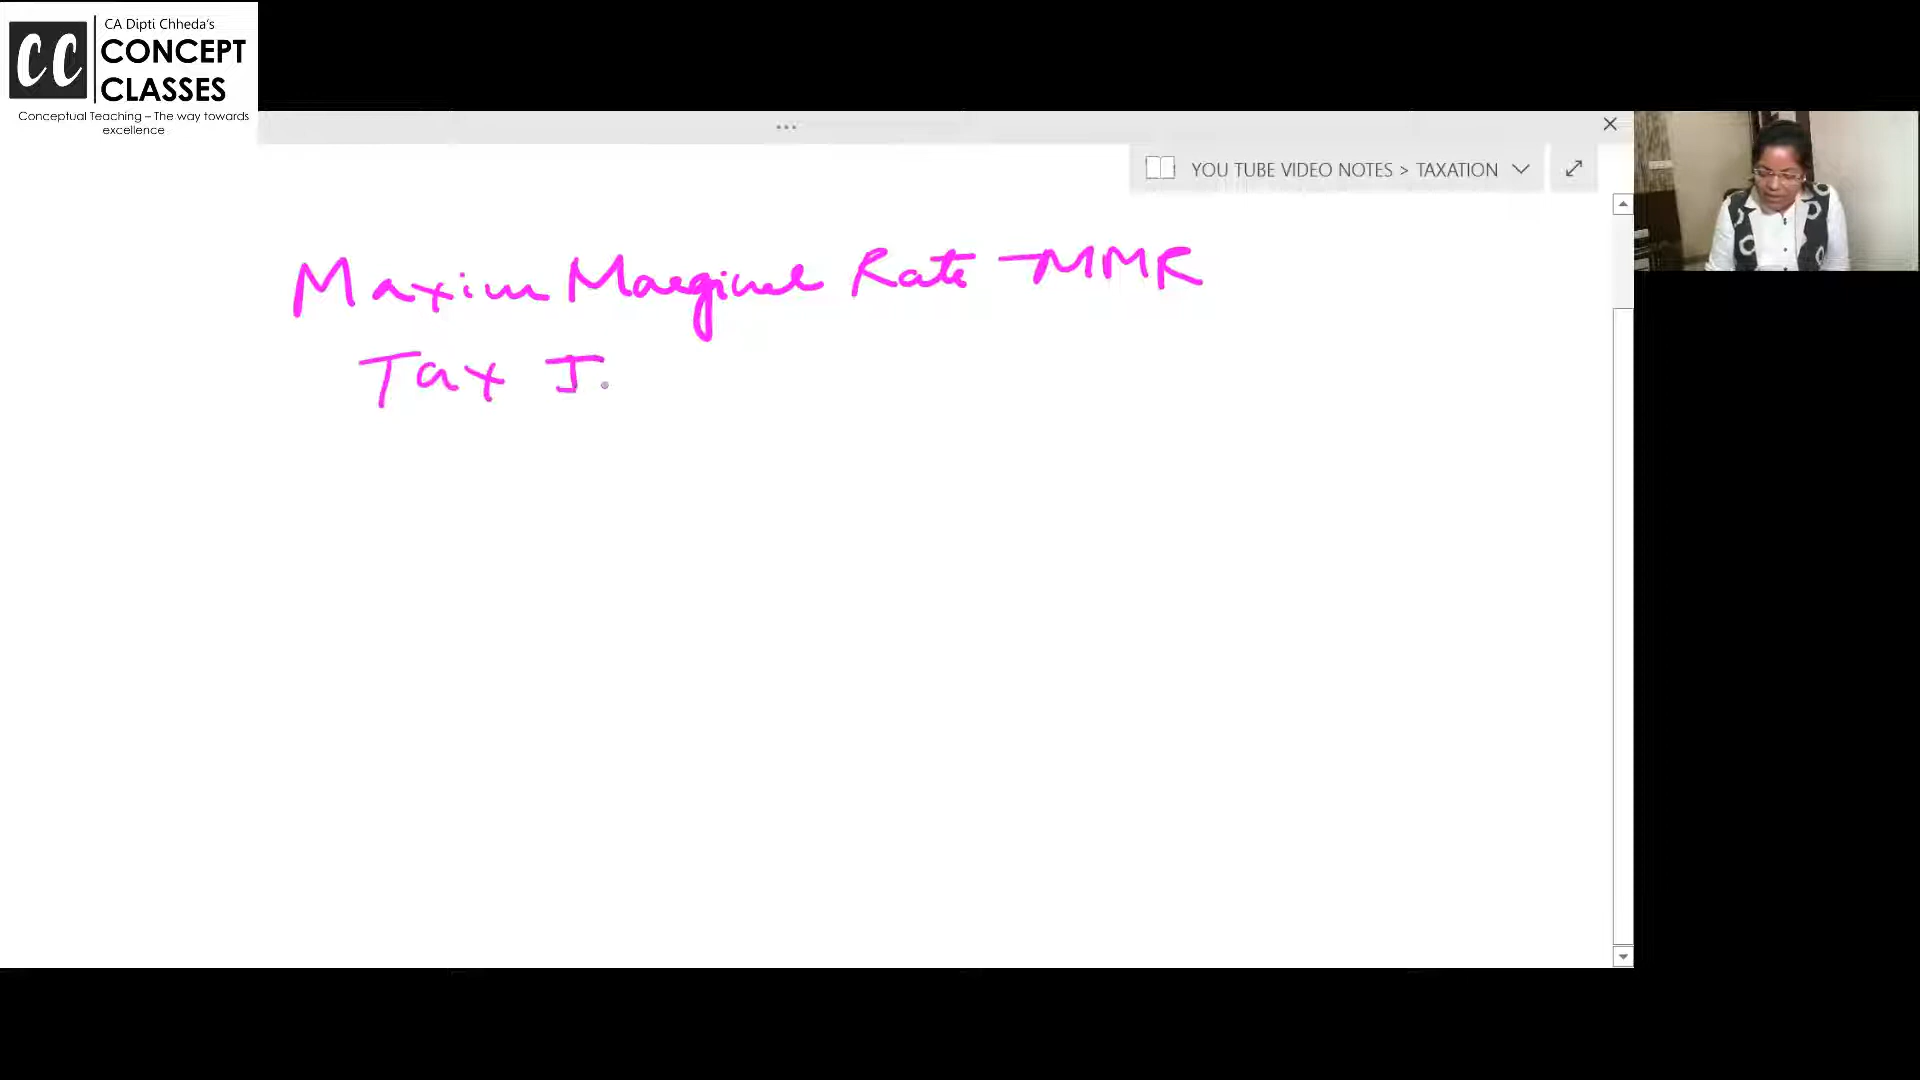 CC
CA Dipti Chheda's
CONCEPT
CLASSES
Conceptual Teaching – The way towards
excellence
YOU TUBE VIDEO NOTES > TAXATION
Maxim Marginal Rate - MMR
Tax I